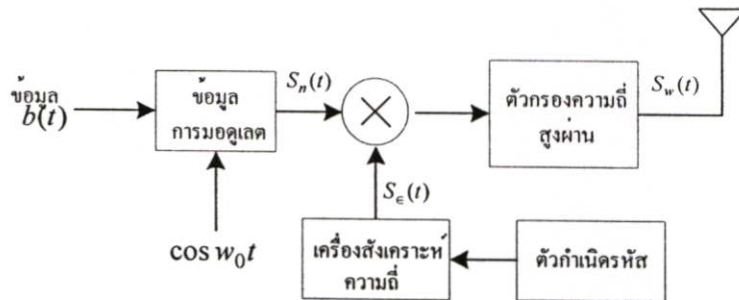 ข้อมูล
b(t)
ข้อมูล
การมอดูเลต
S_n(t)
ตัวกรองความถี่
สูงผ่าน
S_w(t)
S_∈(t)
cos w_0t
เครื่องสังเคราะห์
ความถี่
ตัวกำเนิดรหัส